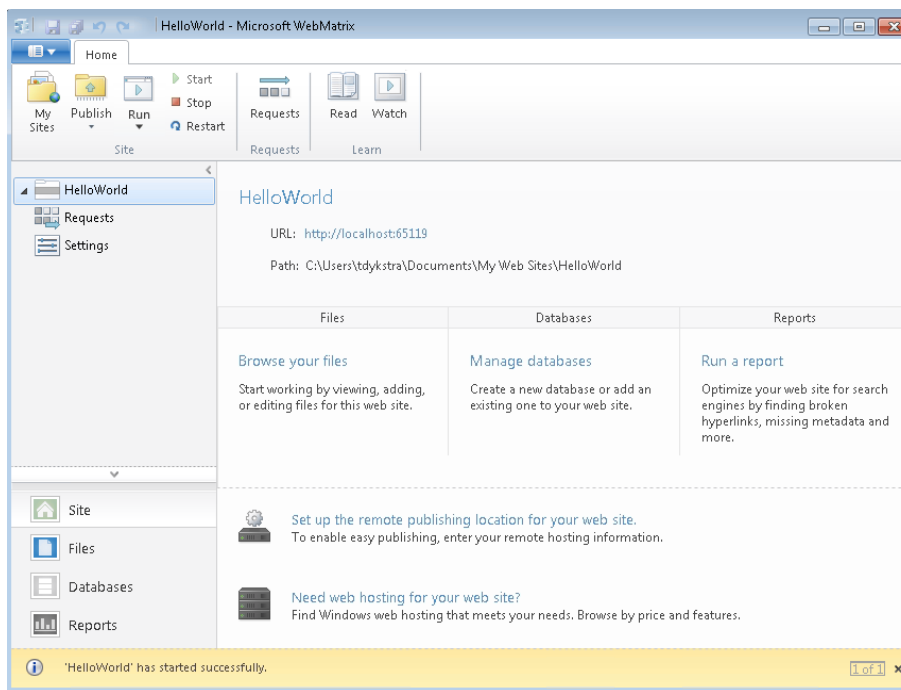 HelloWorld - Microsoft WebMatrix
Home
My Sites
Publish
Run
Start
Stop
Restart
Site
Requests
Requests
Read
Watch
Learn
HelloWorld
Requests
Settings
HelloWorld
URL: http://localhost:65119
Path: C:\Users\tdykstra\Documents\My Web Sites\HelloWorld
Files
Databases
Reports
Browse your files
Start working by viewing, adding,
or editing files for this web site.
Manage databases
Create a new database or add an
existing one to your web site.
Run a report
Optimize your web site for search
engines by finding broken
hyperlinks, missing metadata and
more.
Site
Files
Databases
Reports
Set up the remote publishing location for your web site.
To enable easy publishing, enter your remote hosting information.
Need web hosting for your web site?
Find Windows web hosting that meets your needs. Browse by price and features.
'HelloWorld' has started successfully.
1 of 1